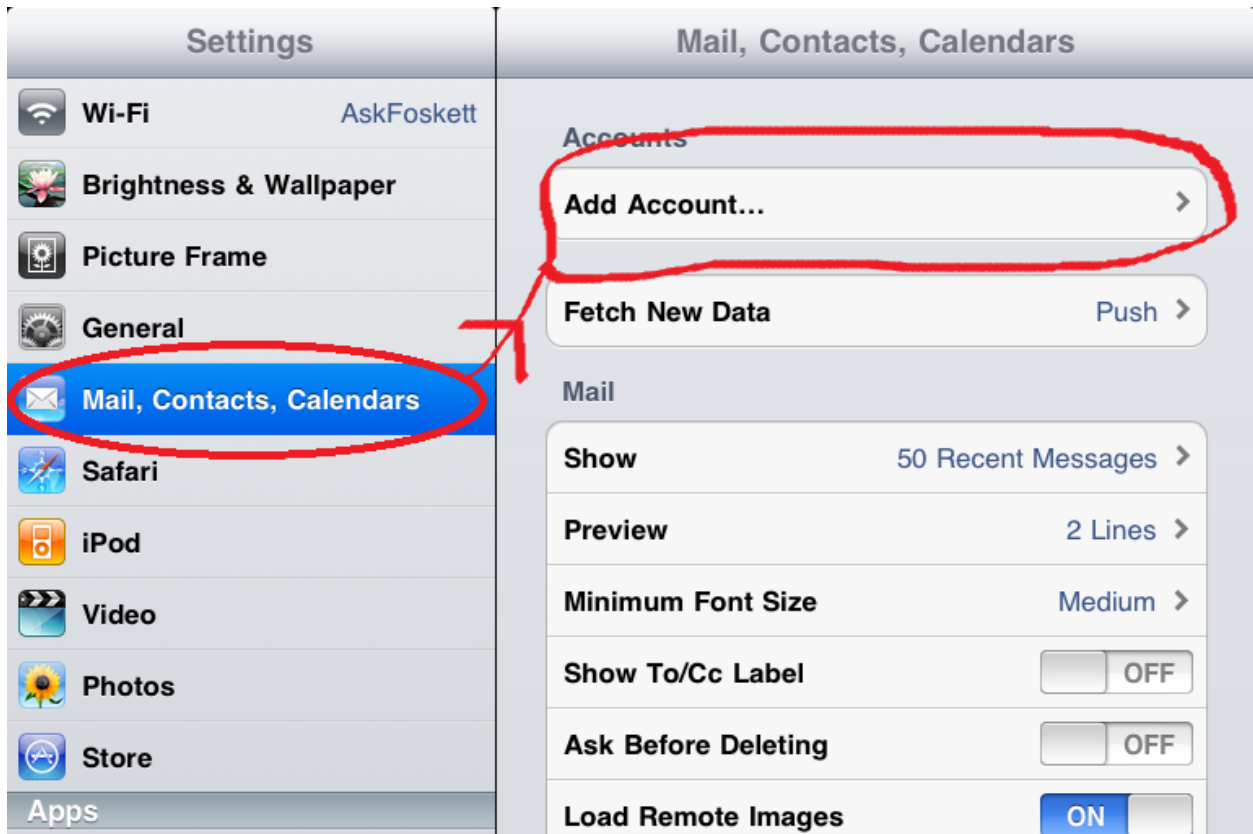 Settings
Wi-Fi AskFoskett
Brightness & Wallpaper
Picture Frame
General
Mail, Contacts, Calendars
Safari
iPod
Video
Photos
Store
Apps
Mail, Contacts, Calendars
Accounts
Add Account...
Fetch New Data Push
Mail
Show 50 Recent Messages
Preview 2 Lines
Minimum Font Size Medium
Show To/Cc Label OFF
Ask Before Deleting OFF
Load Remote Images ON